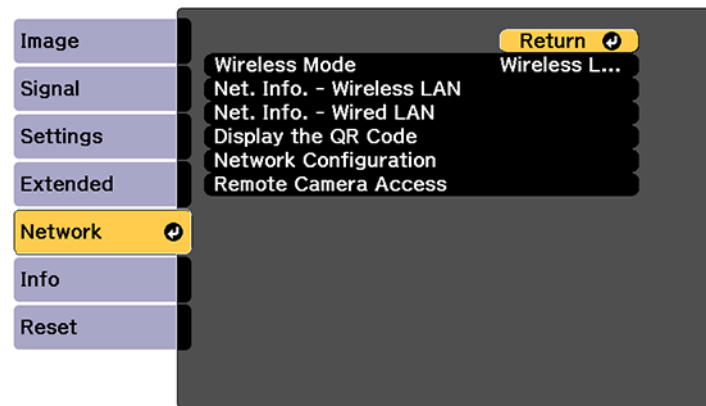 Image
Signal
Settings
Extended
Network
Info
Reset
Return
Wireless Mode Wireless L...
Net. Info. - Wireless LAN
Net. Info. - Wired LAN
Display the QR Code
Network Configuration
Remote Camera Access